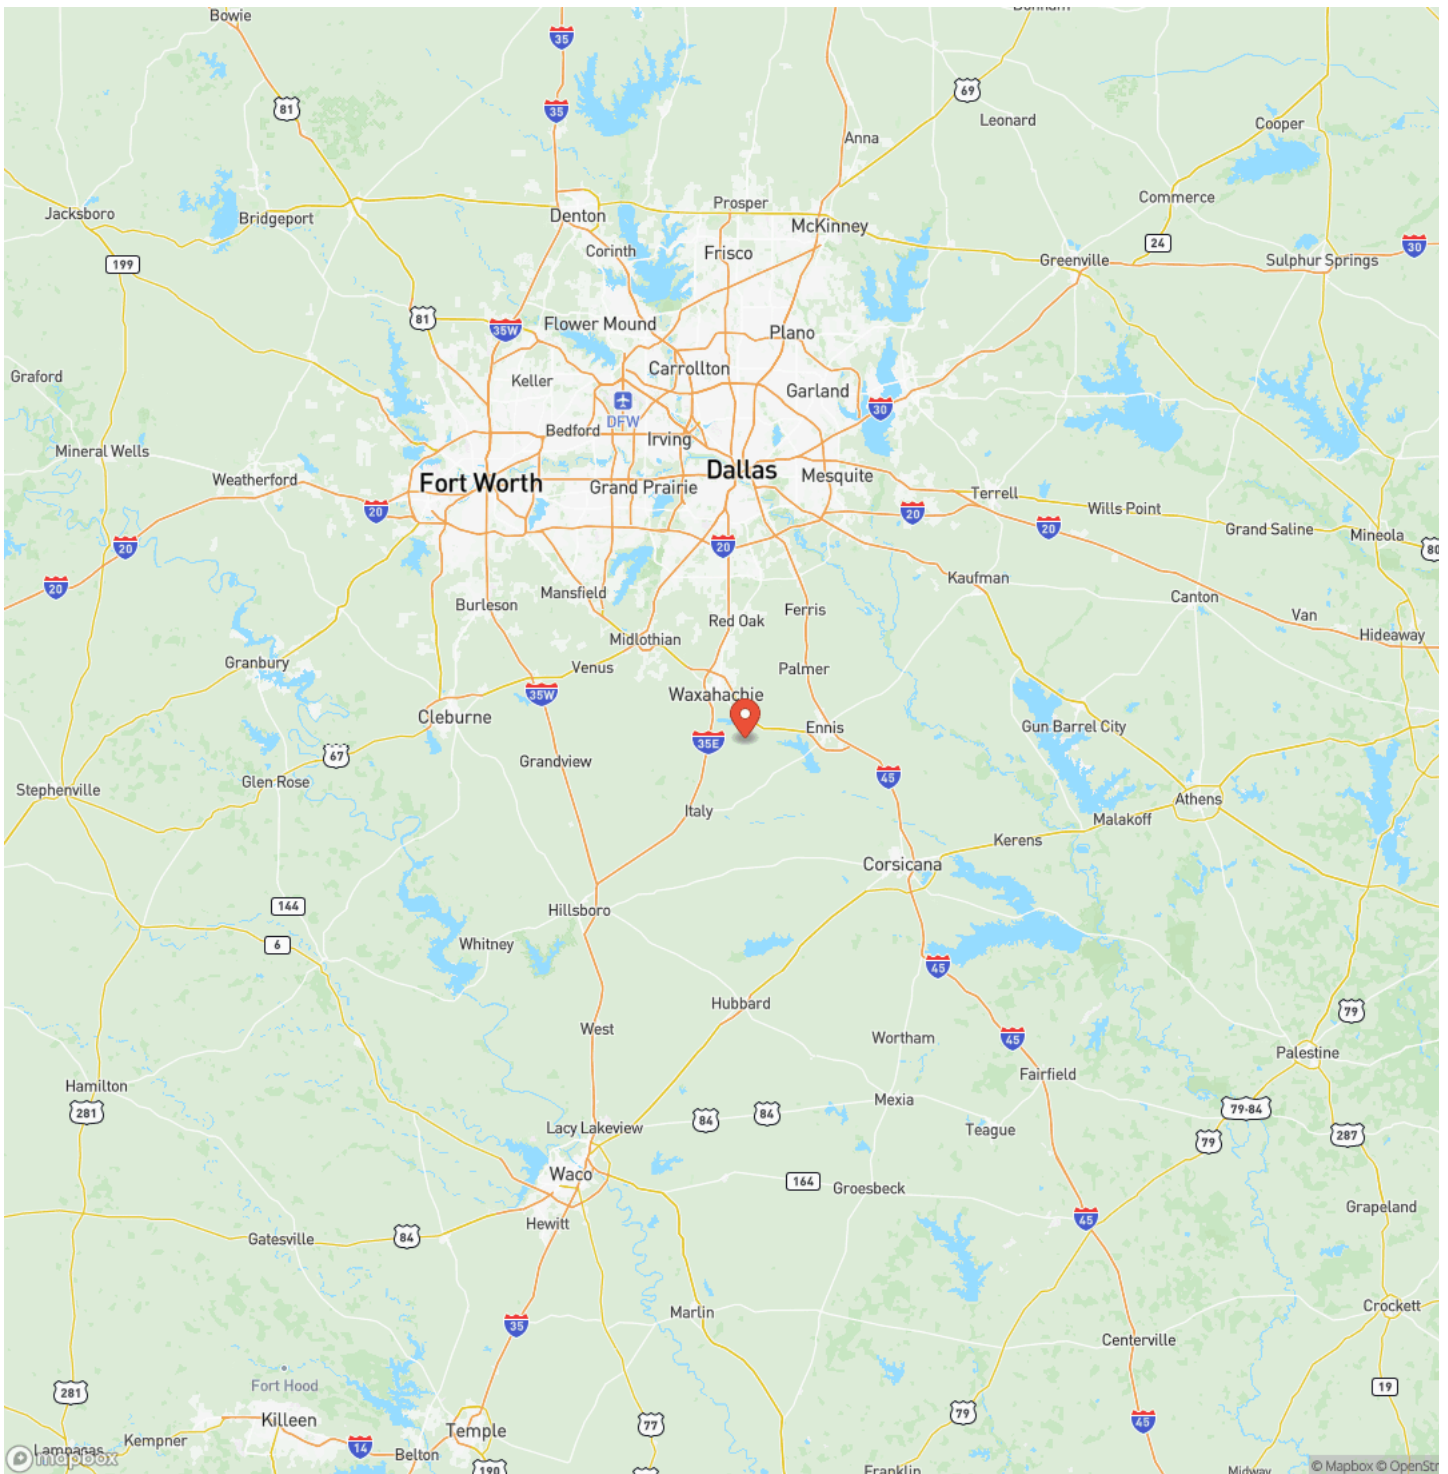 Bowie
35
81
35
69
Leonard
Anna
Cooper
Jacksboro
Bridgeport
Denton
Prosper
McKinney
Commerce
24
30
199
Corinth
Frisco
Greenville
Sulphur Springs
81
35W
Flower Mound
Plano
Graford
Keller
Carrollton
Garland
30
DFW
Bedford
Irving
Mineral Wells
Weatherford
Fort Worth
Grand Prairie
Dallas
Mesquite
Terrell
Wills Point
Grand Saline
Mineola
20
20
20
20
20
20
80
Burleson
Mansfield
Red Oak
Ferris
Kaufman
Canton
Van
Hideaway
Midlothian
Granbury
Venus
Palmer
Waxahachie
35W
Cleburne
35E
Ennis
Gun Barrel City
67
Grandview
45
Glen Rose
Stephenville
Italy
Athens
Malakoff
Kerens
Corsicana
144
Hillsboro
6
Whitney
45
Hubbard
79
West
Wortham
45
Palestine
Hamilton
281
Fairfield
Mexia
79-84
84
84
Teague
79
287
Lacy Lakeview
Waco
164
Groesbeck
Hewitt
45
Grapeland
Gatesville
84
Marlin
35
Crockett
Centerville
Fort Hood
281
19
Killeen
Temple
77
79
45
Lampasas
Kempner
14
Belton
190
Franklin
Midway
mapbox
© Mapbox © OpenStr